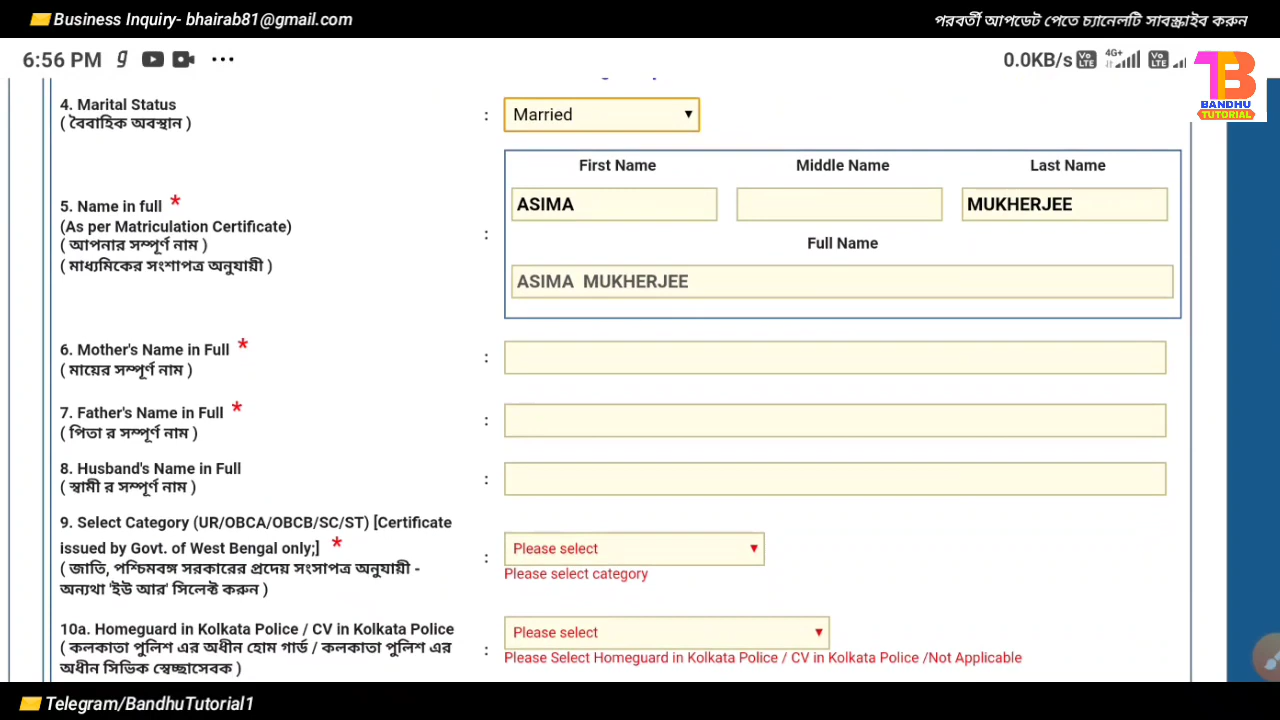 Business Inquiry- bhairab81@gmail.com
পরবর্তী আপডেট পেতে চ্যানেলটি সাবস্ক্রাইব করুন
6:56 PM
0.0KB/s
Vo LTE
4G+
Vo LTE
TB
BANDHU
TUTORIAL
4. Marital Status
( বৈবাহিক অবস্থান )
:
Married
First Name Middle Name Last Name
5. Name in full *
(As per Matriculation Certificate)
( আপনার সম্পূর্ণ নাম )
( মাধ্যমিকের সংশাপত্র অনুযায়ী )
:
ASIMA MUKHERJEE
Full Name
ASIMA MUKHERJEE
6. Mother's Name in Full *
( মায়ের সম্পূর্ণ নাম )
:
7. Father's Name in Full *
( পিতা র সম্পূর্ণ নাম )
:
8. Husband's Name in Full
( স্বামী র সম্পূর্ণ নাম )
:
9. Select Category (UR/OBCA/OBCB/SC/ST) [Certificate
issued by Govt. of West Bengal only;] *
( জাতি, পশ্চিমবঙ্গ সরকারের প্রদেয় সংসাপত্র অনুযায়ী -
অন্যথা 'ইউ আর' সিলেক্ট করুন )
:
Please select
Please select category
10a. Homeguard in Kolkata Police / CV in Kolkata Police
( কলকাতা পুলিশ এর অধীন হোম গার্ড / কলকাতা পুলিশ এর
অধীন সিভিক স্বেচ্ছাসেবক )
:
Please select
Please Select Homeguard in Kolkata Police / CV in Kolkata Police /Not Applicable
Telegram/BandhuTutorial1